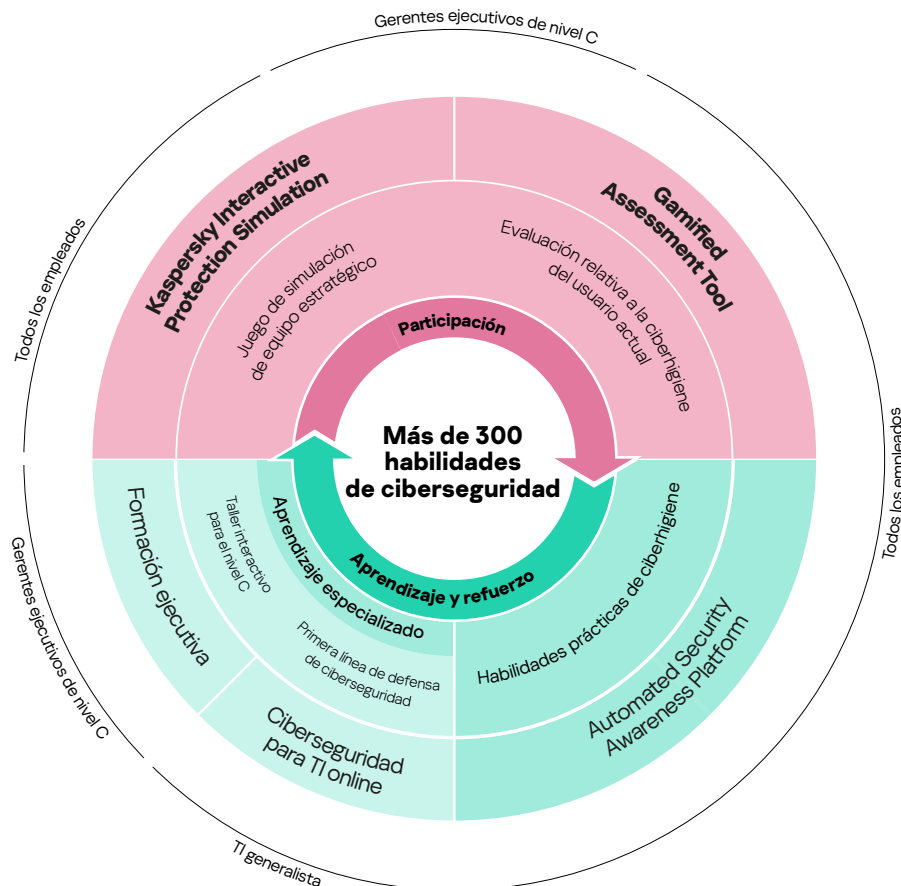 Gerentes ejecutivos de nivel C
Todos los empleados
Todos los empleados
Gerentes ejecutivos de nivel C
TI generalista
Kaspersky Interactive
Protection Simulation
Juego de simulación
de equipo estratégico
Gamified
Assessment Tool
Evaluación relativa a la ciberhigiene
del usuario actual
Participación
Más de 300
habilidades
de ciberseguridad
Aprendizaje y refuerzo
Aprendizaje especializado
Formación ejecutiva
Taller interactivo
para el nivel C
Primera línea de defensa
de ciberseguridad
Ciberseguridad
para TI online
Habilidades prácticas de ciberhigiene
Automated Security
Awareness Platform